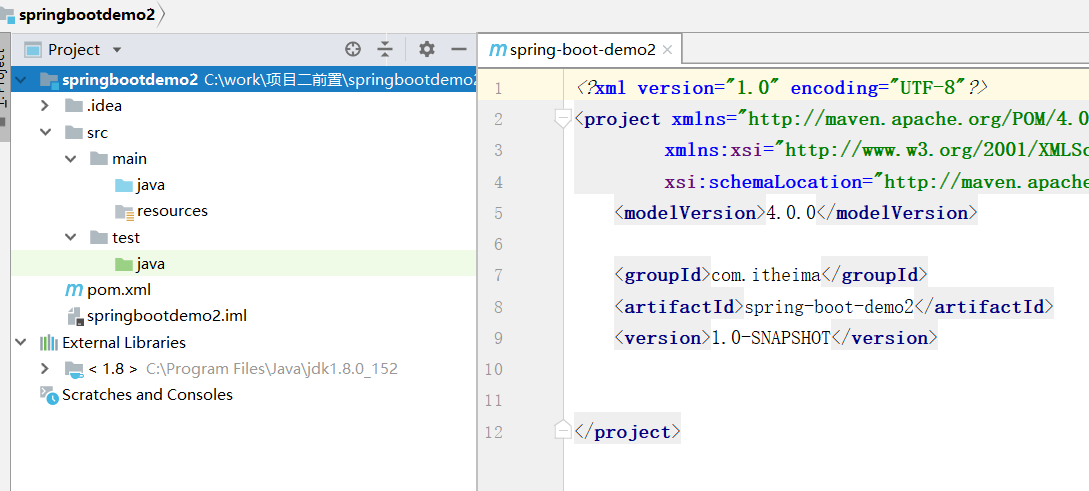 springbootdemo2
Project
springbootdemo2 C:\work\项目二前置\springbootdemo2
.idea
src
main
java
resources
test
java
pom.xml
springbootdemo2.iml
External Libraries
< 1.8 > C:\Program Files\Java\jdk1.8.0_152
Scratches and Consoles
Project
m spring-boot-demo2
1 <?xml version="1.0" encoding="UTF-8"?>
2 <project xmlns="http://maven.apache.org/POM/4.0
3 xmlns:xsi="http://www.w3.org/2001/XMLSc
4 xsi:schemaLocation="http://maven.apache
5 <modelVersion>4.0.0</modelVersion>
6
7 <groupId>com.itheima</groupId>
8 <artifactId>spring-boot-demo2</artifactId>
9 <version>1.0-SNAPSHOT</version>
10
11
12 </project>